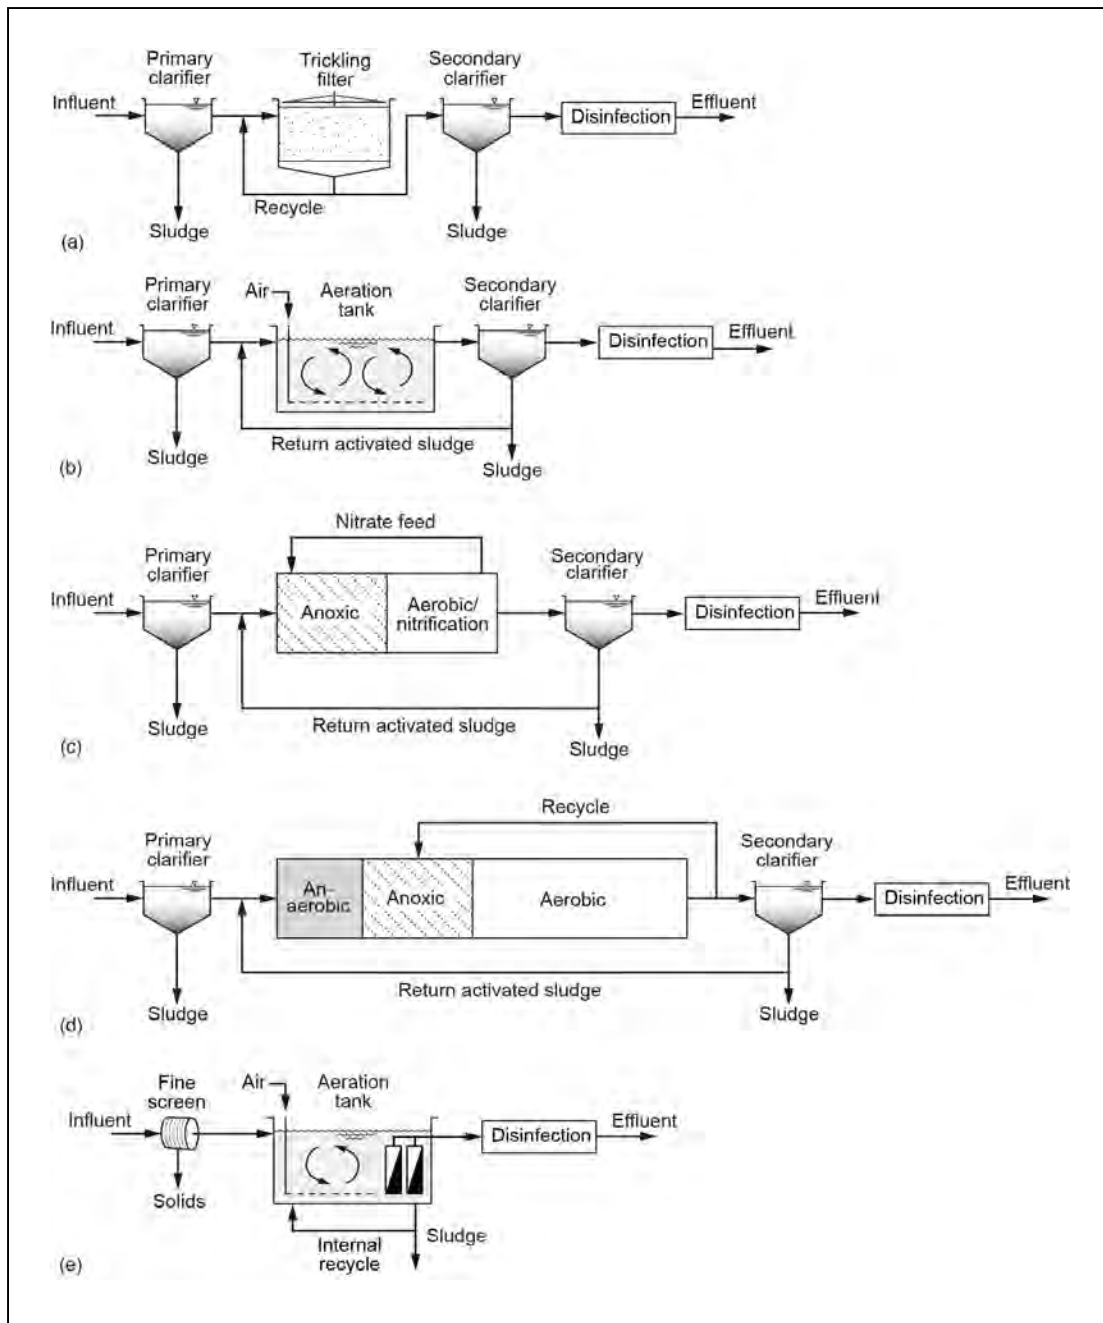 Primary
clarifier
Trickling
filter
Secondary
clarifier
Influent
Disinfection
Effluent
Recycle
Sludge
Sludge
(a)
Primary
clarifier
Air
Aeration
tank
Secondary
clarifier
Influent
Disinfection
Effluent
Return activated sludge
Sludge
Sludge
(b)
Nitrate feed
Primary
clarifier
Secondary
clarifier
Influent
Anoxic
Aerobic/
nitrification
Disinfection
Effluent
Return activated sludge
Sludge
Sludge
(c)
Recycle
Primary
clarifier
Secondary
clarifier
Influent
An-
aerobic
Anoxic
Aerobic
Disinfection
Effluent
Return activated sludge
Sludge
Sludge
(d)
Fine
screen
Air
Aeration
tank
Influent
Disinfection
Effluent
Solids
Internal
recycle
Sludge
(e)